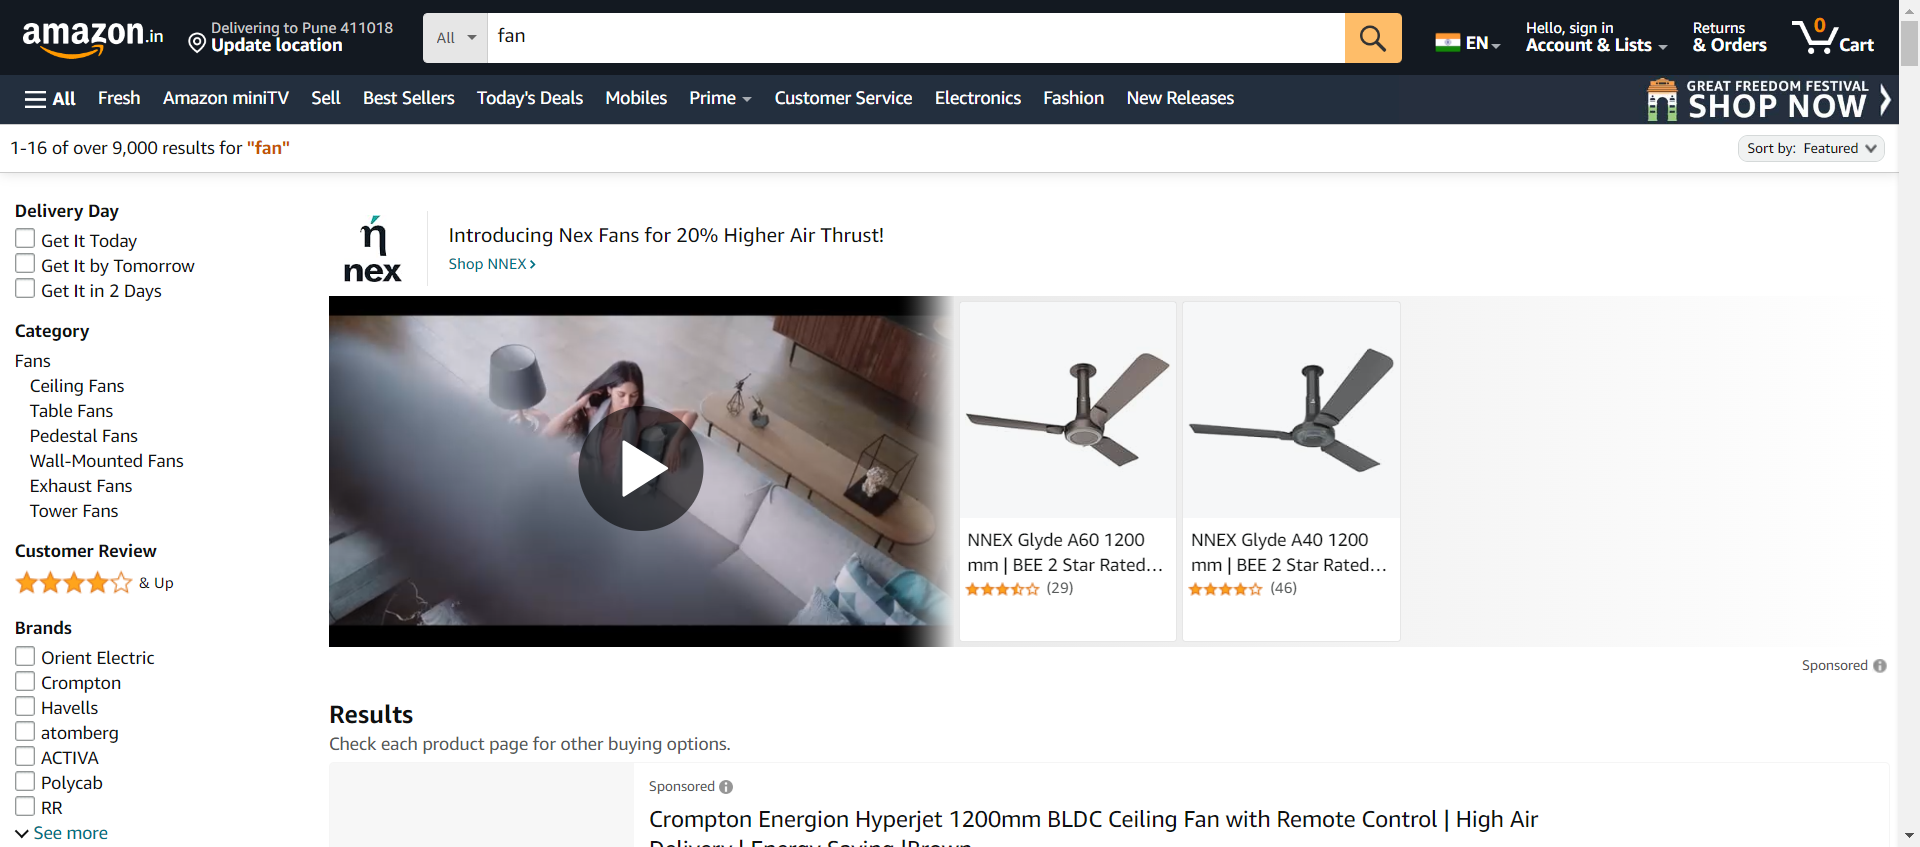 amazon.in
Delivering to Pune 411018
Update location
All
fan
EN
Hello, sign in
Account & Lists
Returns
& Orders
0
Cart
All
Fresh
Amazon miniTV
Sell
Best Sellers
Today's Deals
Mobiles
Prime
Customer Service
Electronics
Fashion
New Releases
GREAT FREEDOM FESTIVAL
SHOP NOW
1-16 of over 9,000 results for "fan"
Sort by: Featured
Delivery Day
Get It Today
Get It by Tomorrow
Get It in 2 Days
Category
Fans
Ceiling Fans
Table Fans
Pedestal Fans
Wall-Mounted Fans
Exhaust Fans
Tower Fans
Customer Review
& Up
Brands
Orient Electric
Crompton
Havells
atomberg
ACTIVA
Polycab
RR
See more
ή
nex
Introducing Nex Fans for 20% Higher Air Thrust!
Shop NNEX ›
NNEX Glyde A60 1200
mm | BEE 2 Star Rated...
(29)
NNEX Glyde A40 1200
mm | BEE 2 Star Rated...
(46)
Sponsored
Results
Check each product page for other buying options.
Sponsored
Crompton Energion Hyperjet 1200mm BLDC Ceiling Fan with Remote Control | High Air
Delivery | Energy Saving |Brown